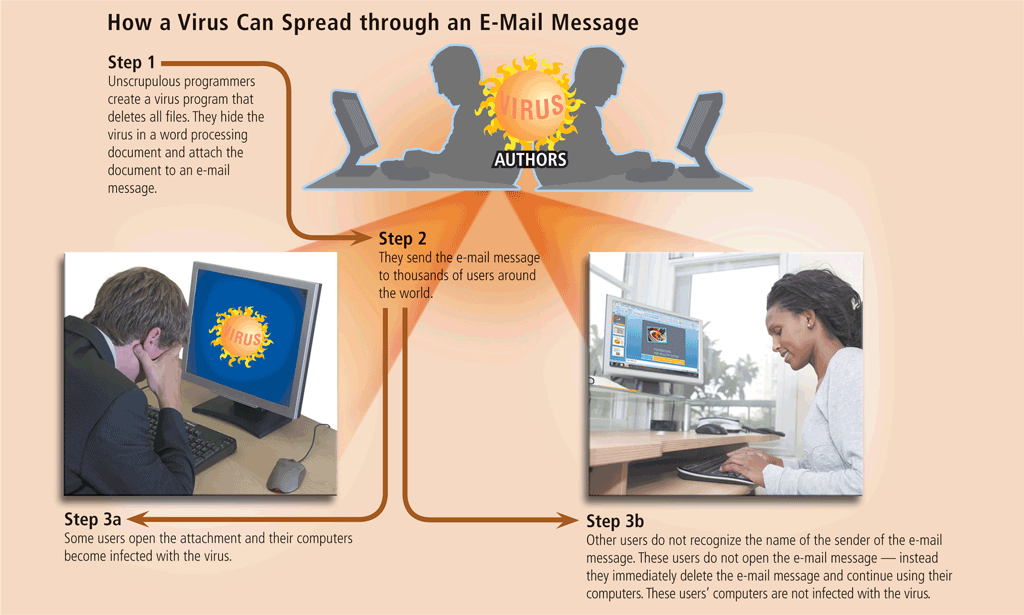 How a Virus Can Spread through an E-Mail Message
Step 1
Unscrupulous programmers
create a virus program that
deletes all files. They hide the
virus in a word processing
document and attach the
document to an e-mail
message.
VIRUS
AUTHORS
Step 2
They send the e-mail message
to thousands of users around
the world.
VIRUS
Step 3a
Some users open the attachment and their computers
become infected with the virus.
Step 3b
Other users do not recognize the name of the sender of the e-mail
message. These users do not open the e-mail message — instead
they immediately delete the e-mail message and continue using their
computers. These users’ computers are not infected with the virus.